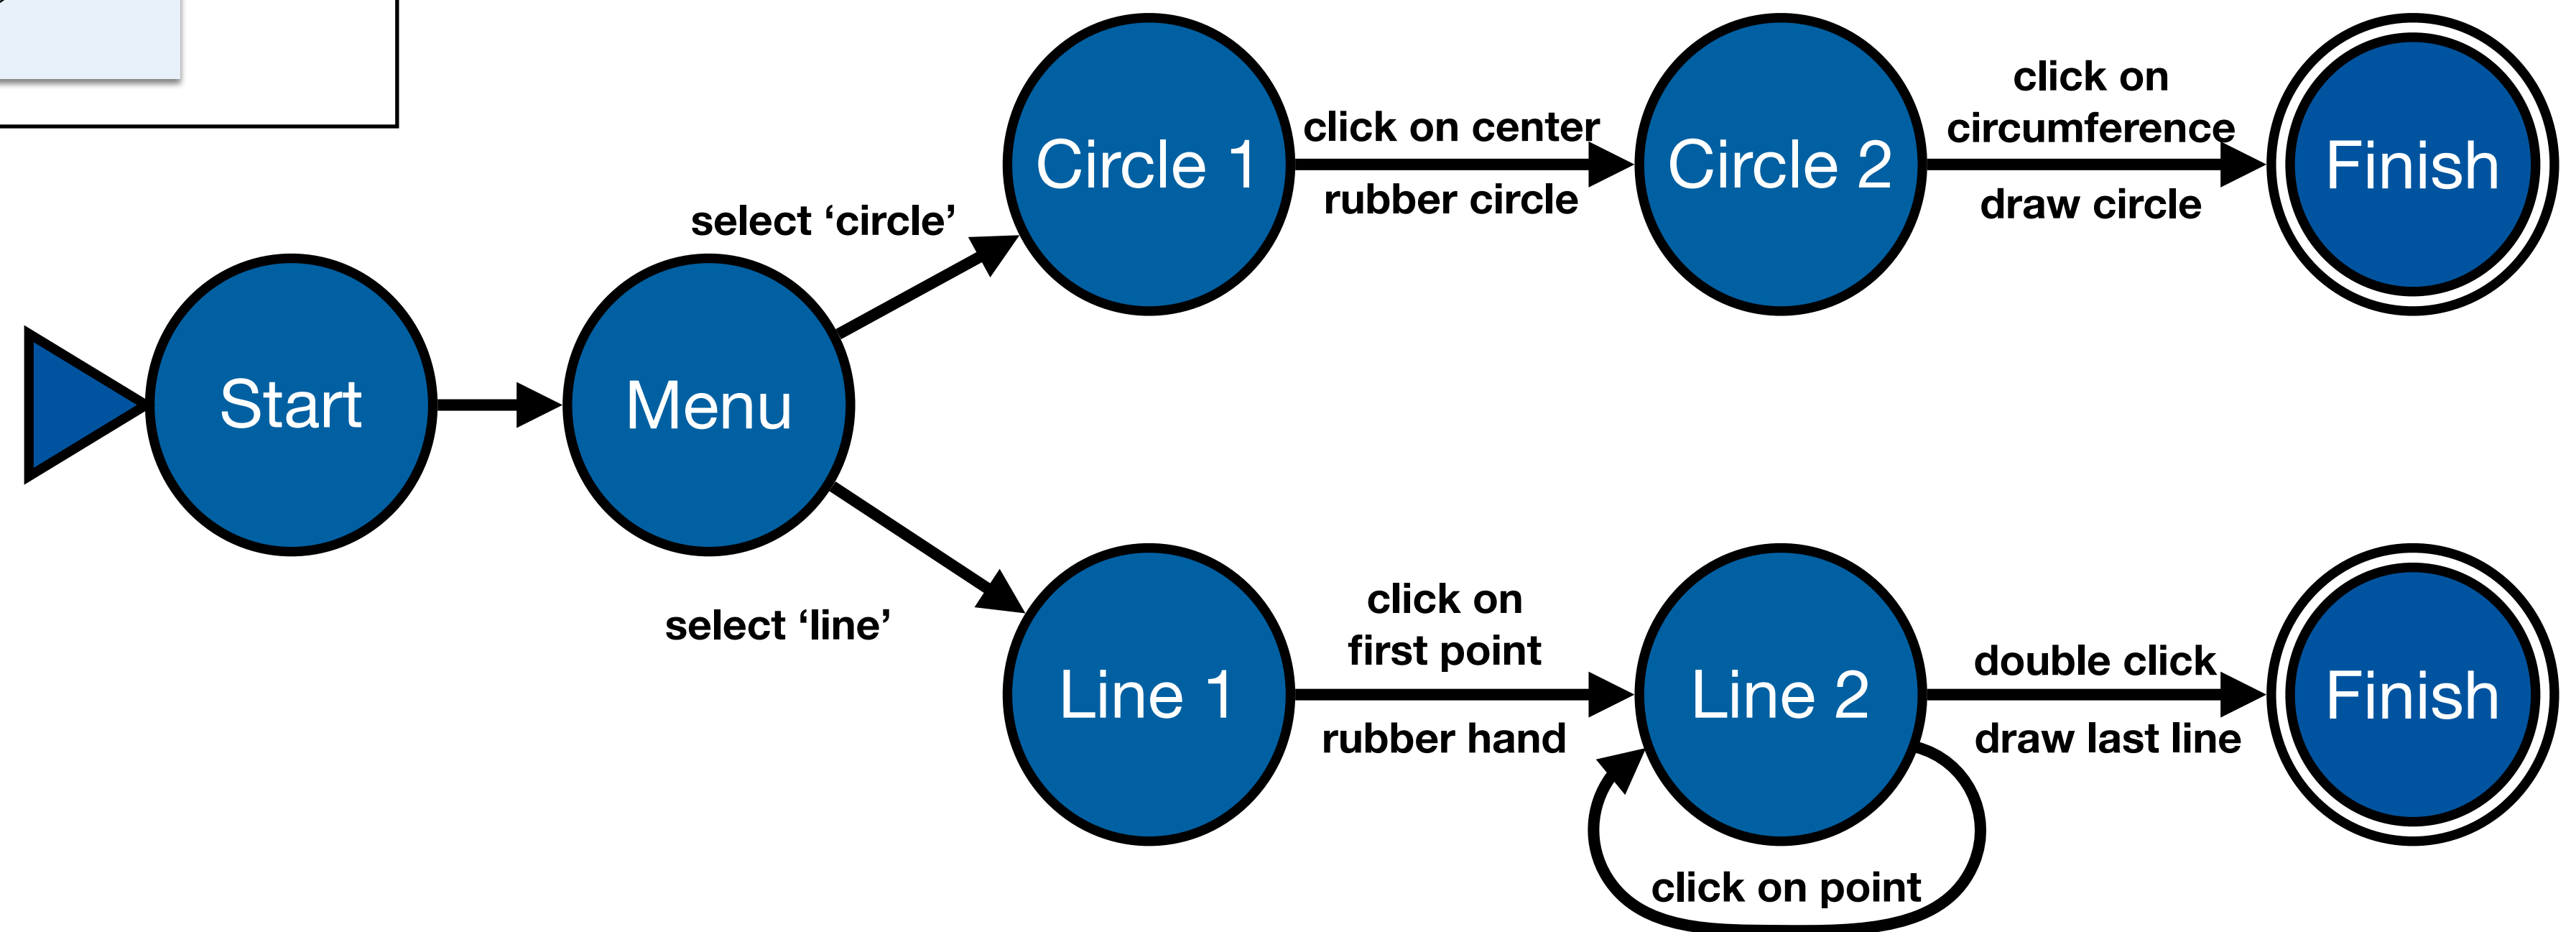 Start
Menu
select ‘circle’
Circle 1
click on center
rubber circle
Circle 2
click on
circumference
draw circle
Finish
select ‘line’
Line 1
click on
first point
rubber hand
Line 2
click on point
double click
draw last line
Finish